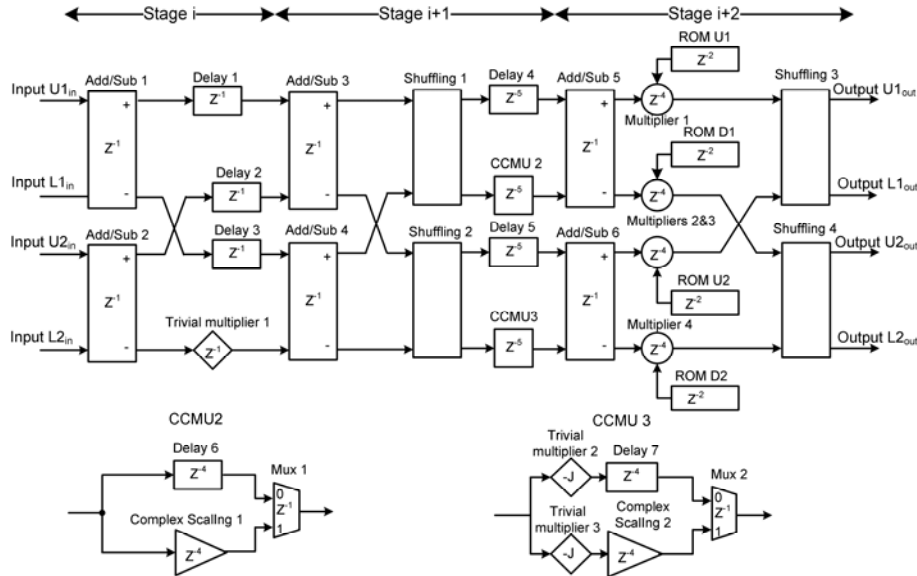 Stage i
Stage i+1
Stage i+2
ROM U1
Z⁻²
Input U1in
Add/Sub 1
Delay 1
Add/Sub 3
Shuffling 1
Delay 4
Add/Sub 5
Shuffling 3
Output U1out
+
Z⁻¹
+
Z⁻⁵
+
Z⁻⁴
Multiplier 1
ROM D1
Z⁻²
Z⁻¹
Z⁻¹
Z⁻¹
Input L1in
Delay 2
CCMU 2
Output L1out
-
Z⁻¹
-
Z⁻⁵
-
Z⁻⁴
Multipliers 2&3
Input U2in
Add/Sub 2
Delay 3
Add/Sub 4
Shuffling 2
Delay 5
Add/Sub 6
Shuffling 4
Output U2out
+
Z⁻¹
+
Z⁻⁵
+
Z⁻⁴
ROM U2
Z⁻²
Z⁻¹
Z⁻¹
Z⁻¹
Trivial multiplier 1
CCMU3
Multiplier 4
Input L2in
Output L2out
-
Z⁻¹
-
Z⁻⁵
-
Z⁻⁴
ROM D2
Z⁻²
CCMU2
Delay 6
Z⁻⁴
Mux 1
0
Z⁻¹
1
Complex Scaling 1
Z⁻⁴
CCMU 3
Trivial
multiplier 2
Delay 7
-J
Z⁻⁴
Mux 2
0
Z⁻¹
1
Trivial
multiplier 3
Complex
Scaling 2
-J
Z⁻⁴